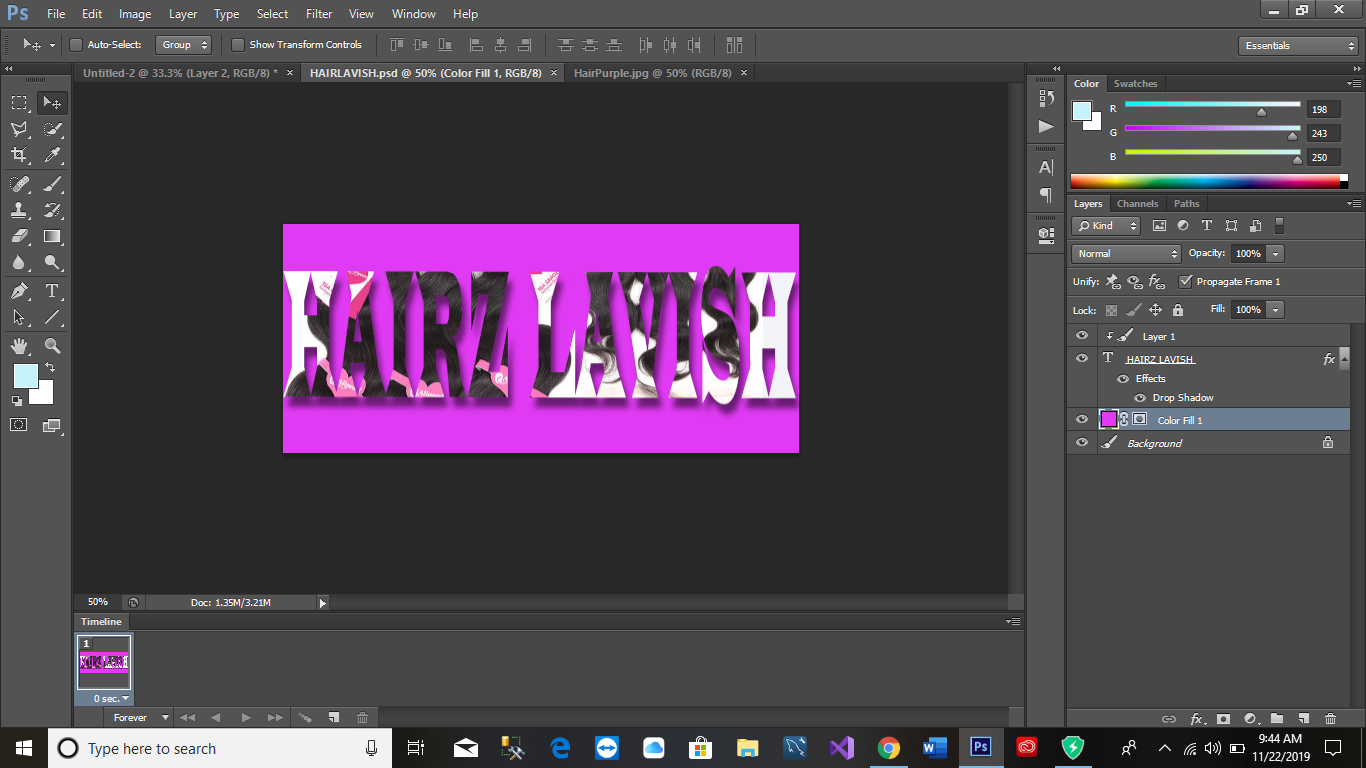 Ps File Edit Image Layer Type Select Filter View Window Help
Auto-Select: Group Show Transform Controls Essentials
Untitled-2 @ 33.3% (Layer 2, RGB/8) * × HAIRLAVISH.psd @ 50% (Color Fill 1, RGB/8) × HairPurple.jpg @ 50% (RGB/8) ×
Color Swatches
R 198
G 243
B 250
Layers Channels Paths
Kind
Normal Opacity: 100%
Unify: Propagate Frame 1
Lock: Fill: 100%
Layer 1
HAIRZ LAVISH fx
Effects
Drop Shadow
Color Fill 1
Background
HAIRZ LAVISH
50% Doc: 1.35M/3.21M
Timeline
1
HAIRZ LAVISH
0 sec.
Forever
Type here to search
9:44 AM
11/22/2019